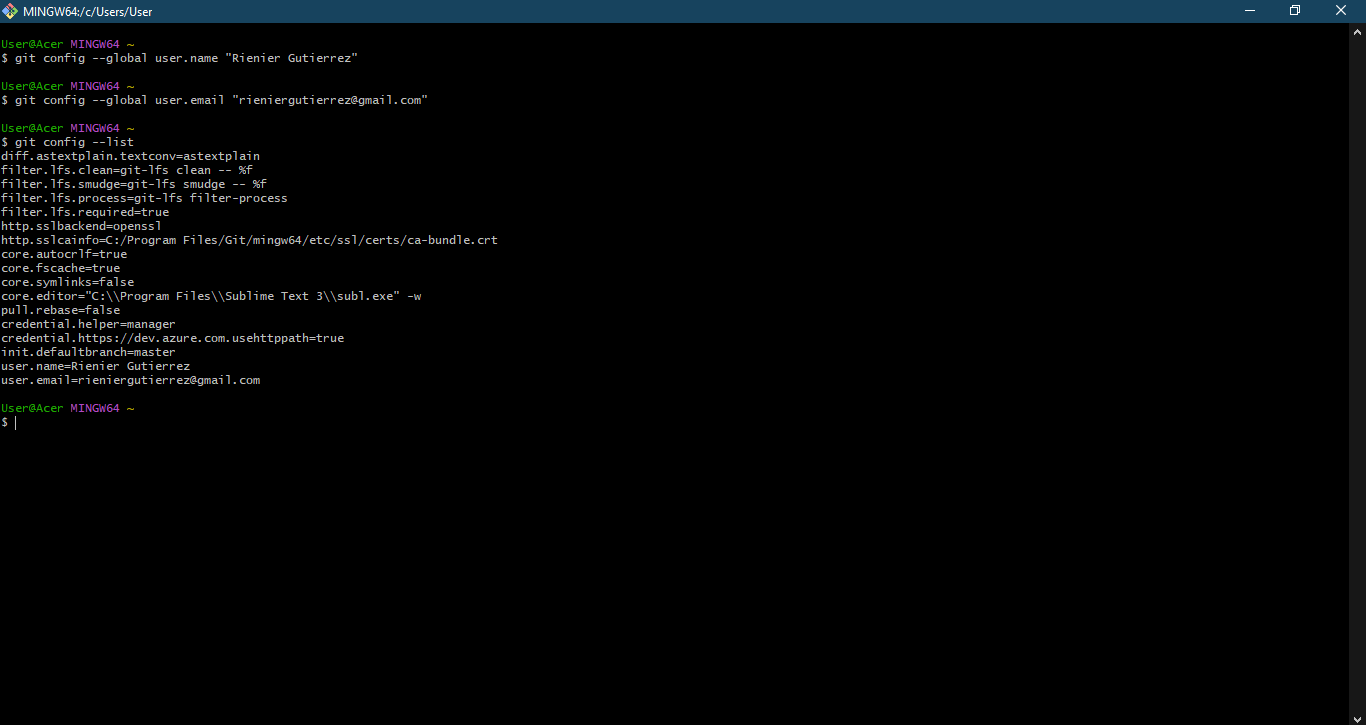 MINGW64:/c/Users/User
User@Acer MINGW64 ~
$ git config --global user.name "Rienier Gutierrez"
User@Acer MINGW64 ~
$ git config --global user.email "rieniergutierrez@gmail.com"
User@Acer MINGW64 ~
$ git config --list
diff.astextplain.textconv=astextplain
filter.lfs.clean=git-lfs clean -- %f
filter.lfs.smudge=git-lfs smudge -- %f
filter.lfs.process=git-lfs filter-process
filter.lfs.required=true
http.sslbackend=openssl
http.sslcainfo=C:/Program Files/Git/mingw64/etc/ssl/certs/ca-bundle.crt
core.autocrlf=true
core.fscache=true
core.symlinks=false
core.editor="C:\\Program Files\\Sublime Text 3\\subl.exe" -w
pull.rebase=false
credential.helper=manager
credential.https://dev.azure.com.usehttppath=true
init.defaultbranch=master
user.name=Rienier Gutierrez
user.email=rieniergutierrez@gmail.com
User@Acer MINGW64 ~
$